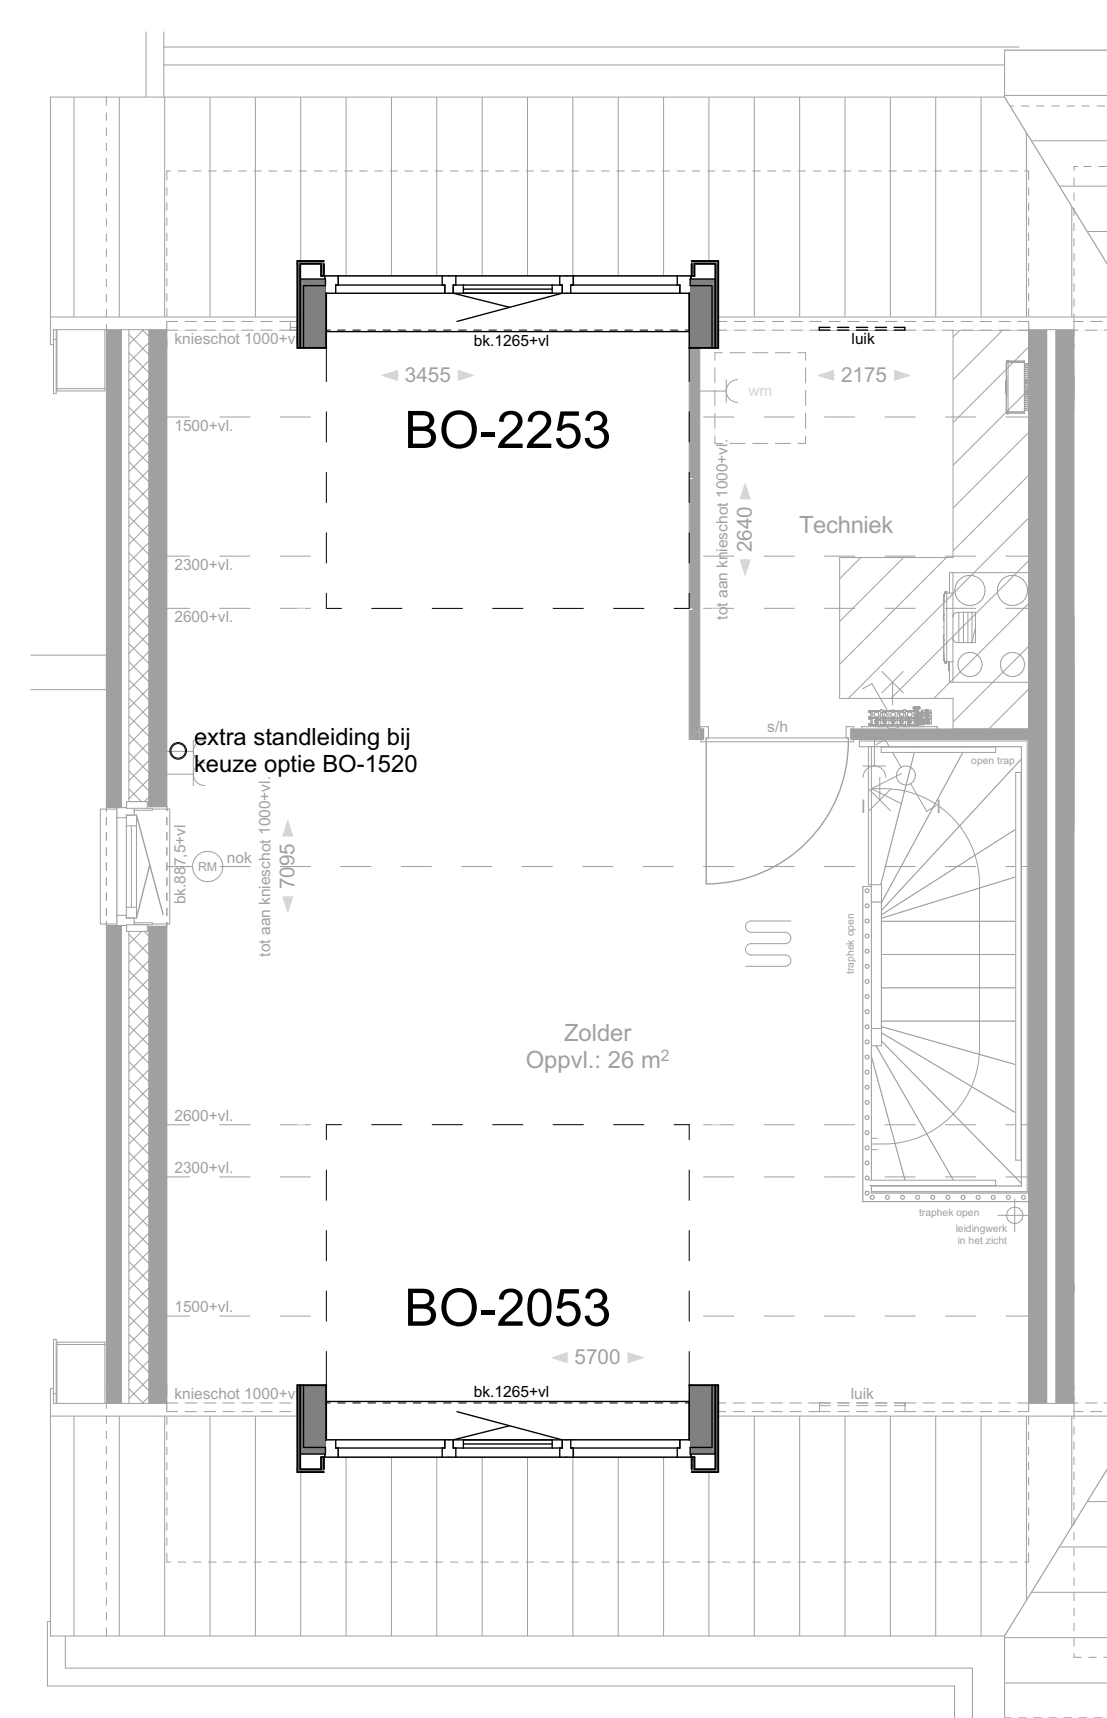 knieschot 1000+v
bk.1265+vl
luik
3455
2175
wm
BO-2253
1500+vl.
tot aan knieschot 1000+vl.
2640
Techniek
2300+vl.
2600+vl.
s/h
extra standleiding bij
keuze optie BO-1520
open trap
bk.887,5+vl
RM
nok
tot aan knieschot 1000+vl.
7095
traphek open
Zolder
Oppvl.: 26 m²
2600+vl.
2300+vl.
traphek open
leidingwerk
in het zicht
1500+vl.
BO-2053
5700
knieschot 1000+v
bk.1265+vl
luik